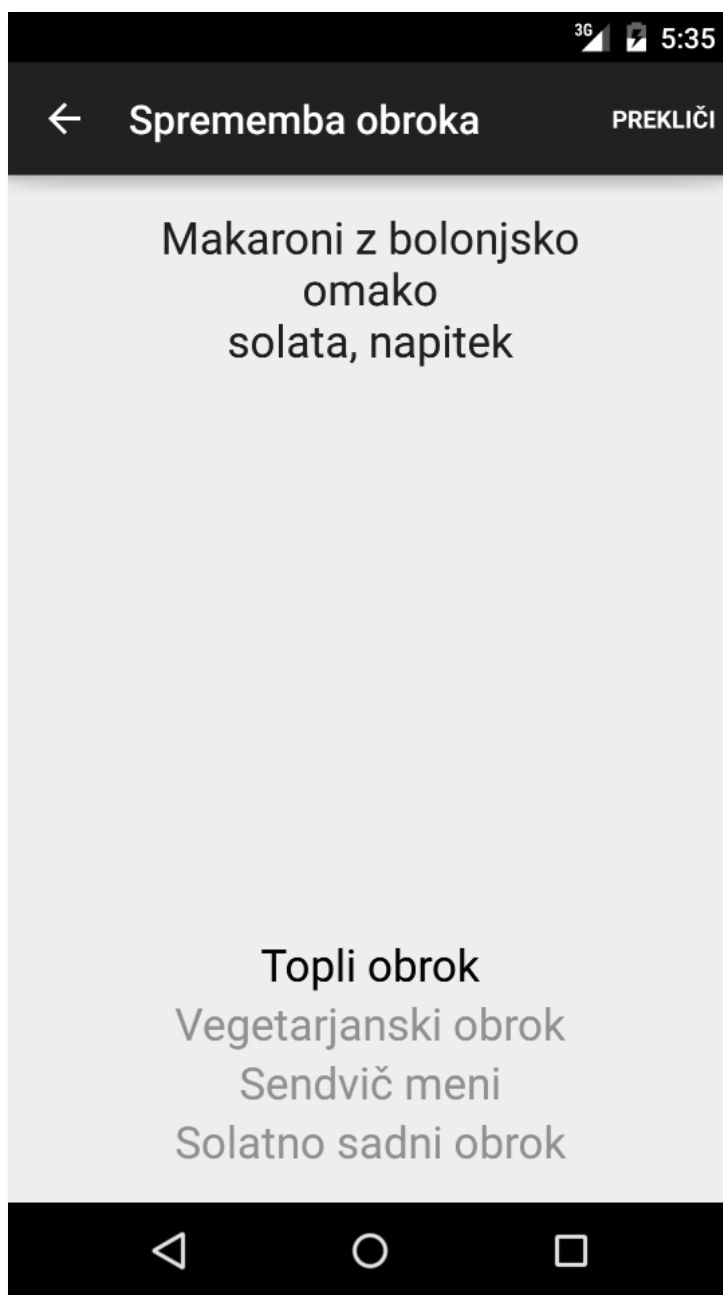 3G 5:35
Sprememba obroka PREKLIČI
Makaroni z bolonjsko
omako
solata, napitek
Topli obrok
Vegetarjanski obrok
Sendvič meni
Solatno sadni obrok